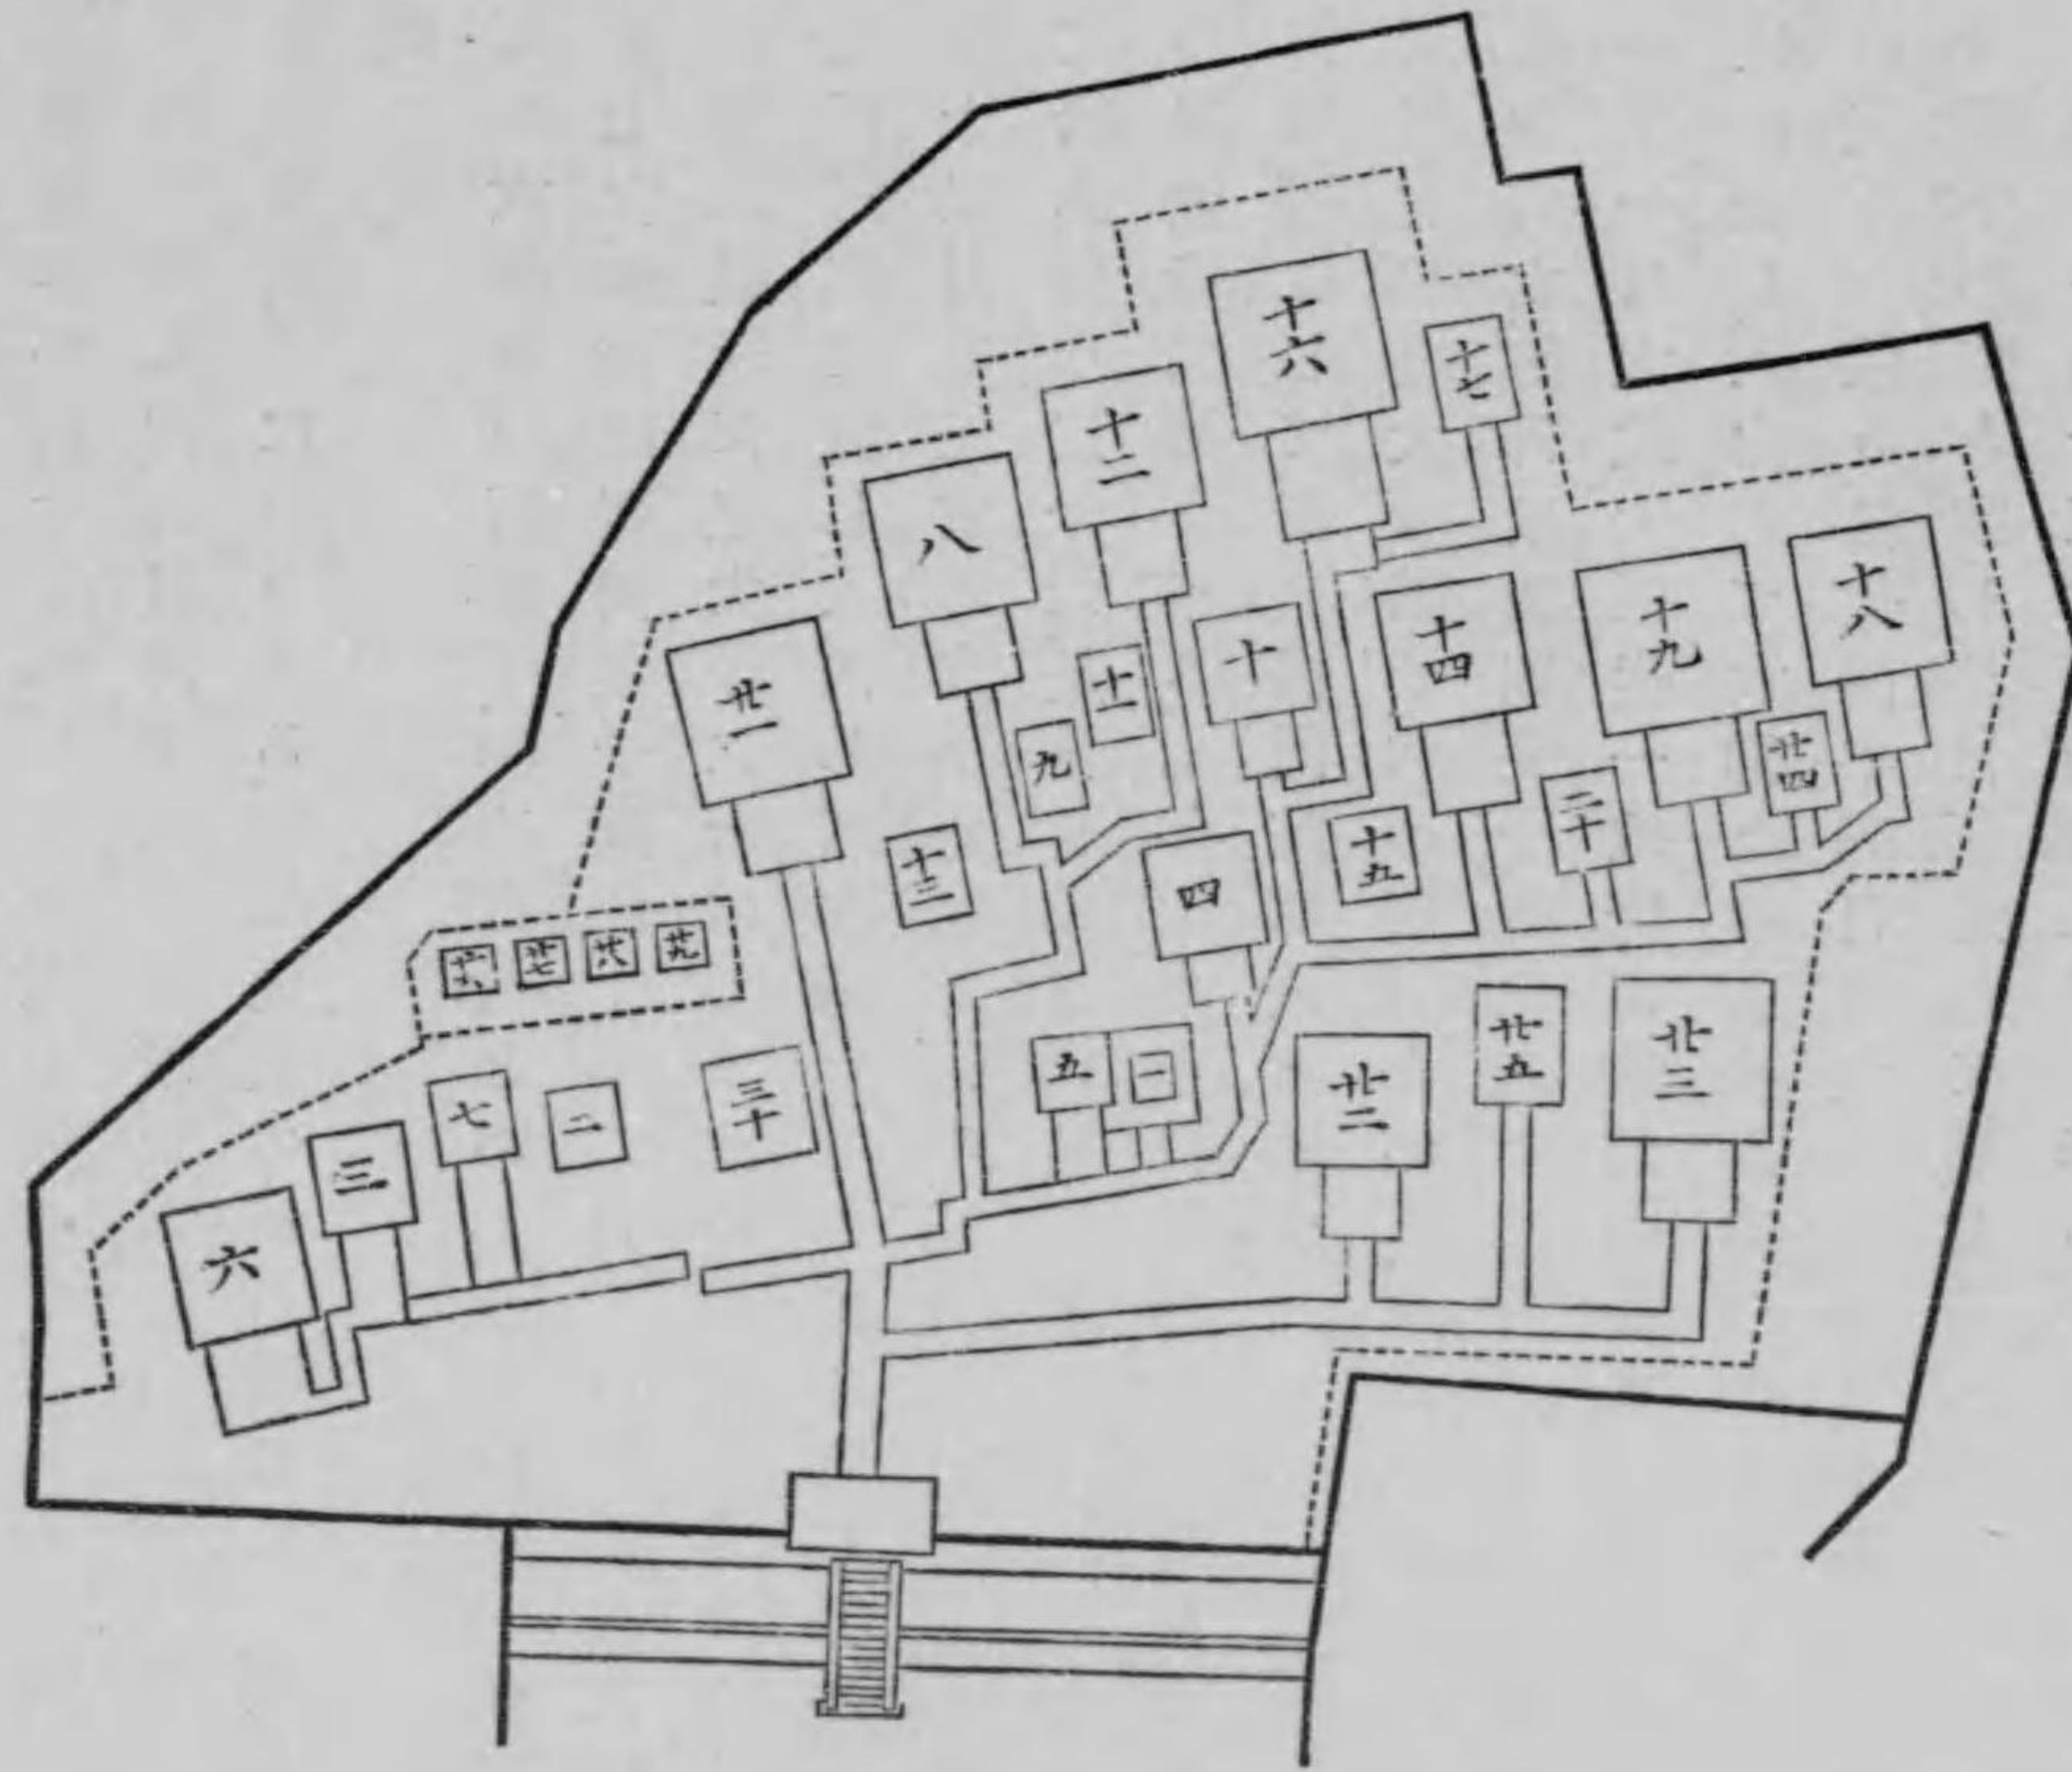 十六
十七
十二
八
十八
十九
十四
十
十一
廿一
九
廿四
二十
十五
十三
四
廿六
廿七
廿八
廿九
廿五
廿三
廿二
五
一
三十
二
七
三
六